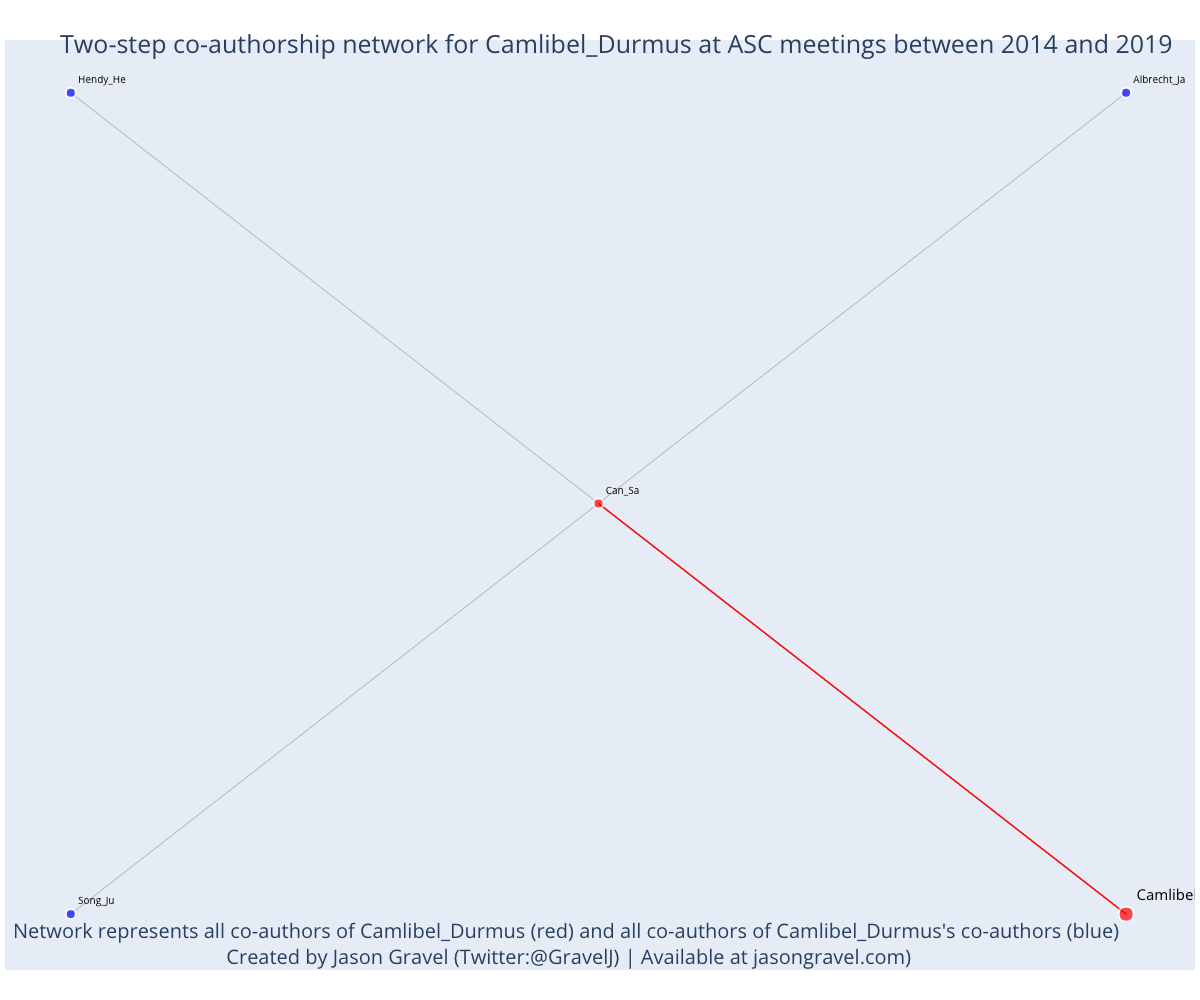 Two-step co-authorship network for Camlibel_Durmus at ASC meetings between 2014 and 2019
Hendy_He
Albrecht_Ja
Can_Sa
Camlibel
Song_Ju
Network represents all co-authors of Camlibel_Durmus (red) and all co-authors of Camlibel_Durmus's co-authors (blue)
Created by Jason Gravel (Twitter:@GravelJ) | Available at jasongravel.com)